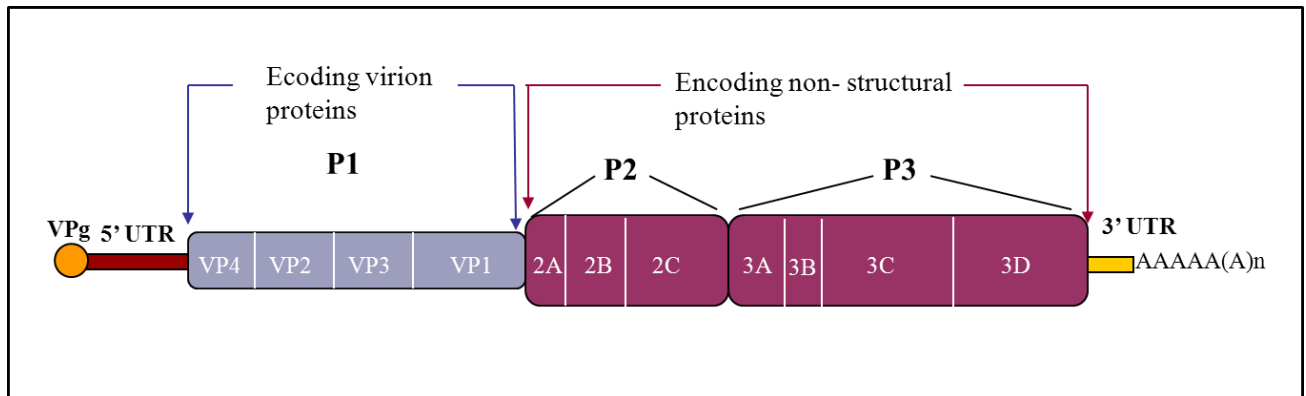 Ecoding virion
proteins
Encoding non- structural
proteins
P1
P2
P3
VPg 5’ UTR
3’ UTR
VP4 VP2 VP3 VP1 2A 2B 2C 3A 3B 3C 3D
AAAAA(A)n